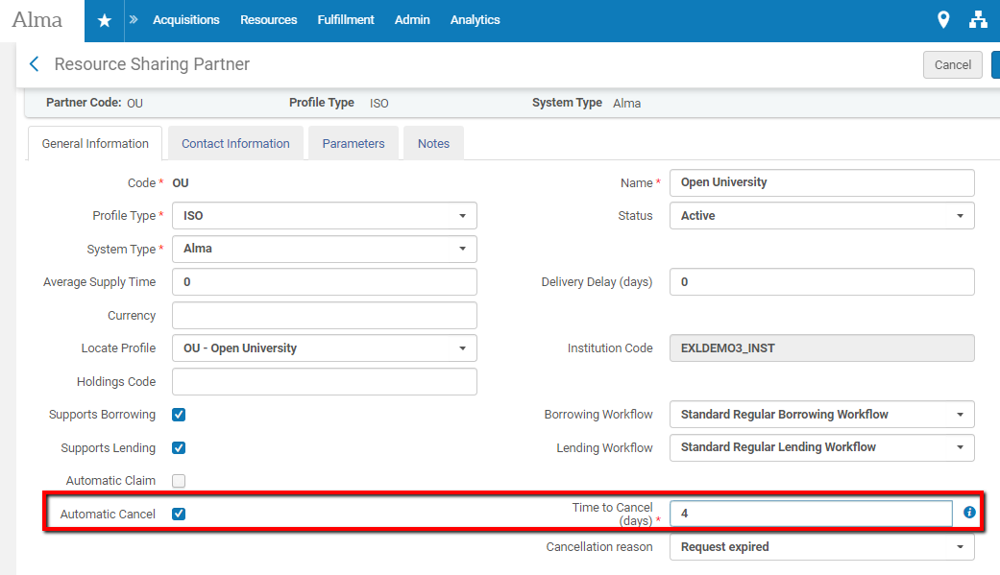 Alma » Acquisitions Resources Fulfillment Admin Analytics
Resource Sharing Partner Cancel
Partner Code: OU Profile Type ISO System Type Alma
General Information Contact Information Parameters Notes
Code * OU Name * Open University
Profile Type * ISO Status Active
System Type * Alma
Average Supply Time 0 Delivery Delay (days) 0
Currency
Locate Profile OU - Open University Institution Code EXLDEMO3_INST
Holdings Code
Supports Borrowing Borrowing Workflow Standard Regular Borrowing Workflow
Supports Lending Lending Workflow Standard Regular Lending Workflow
Automatic Claim
Automatic Cancel Time to Cancel
(days) * 4
Cancellation reason Request expired